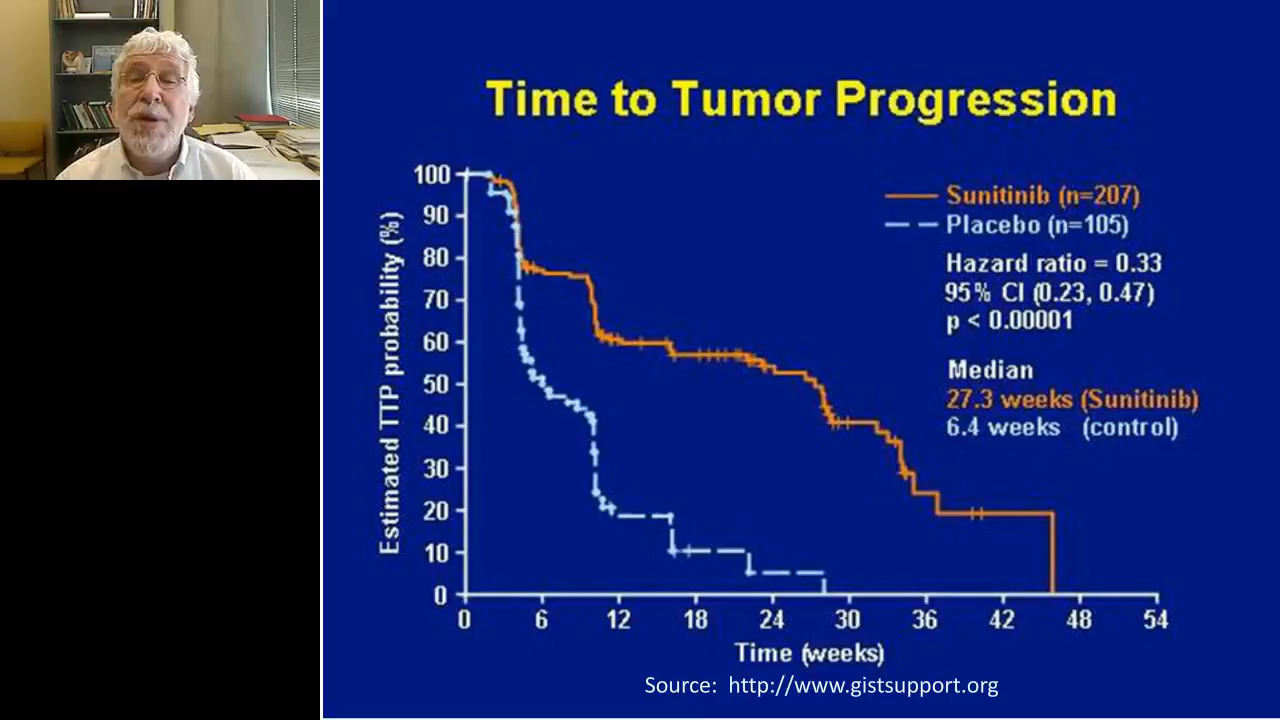 Time to Tumor Progression
Estimated TTP probability (%)
100
90
80
70
60
50
40
30
20
10
0
Sunitinib (n=207)
Placebo (n=105)
Hazard ratio = 0.33
95% CI (0.23, 0.47)
p < 0.00001
Median
27.3 weeks (Sunitinib)
6.4 weeks (control)
0 6 12 18 24 30 36 42 48 54
Time (weeks)
Source: http://www.gistsupport.org